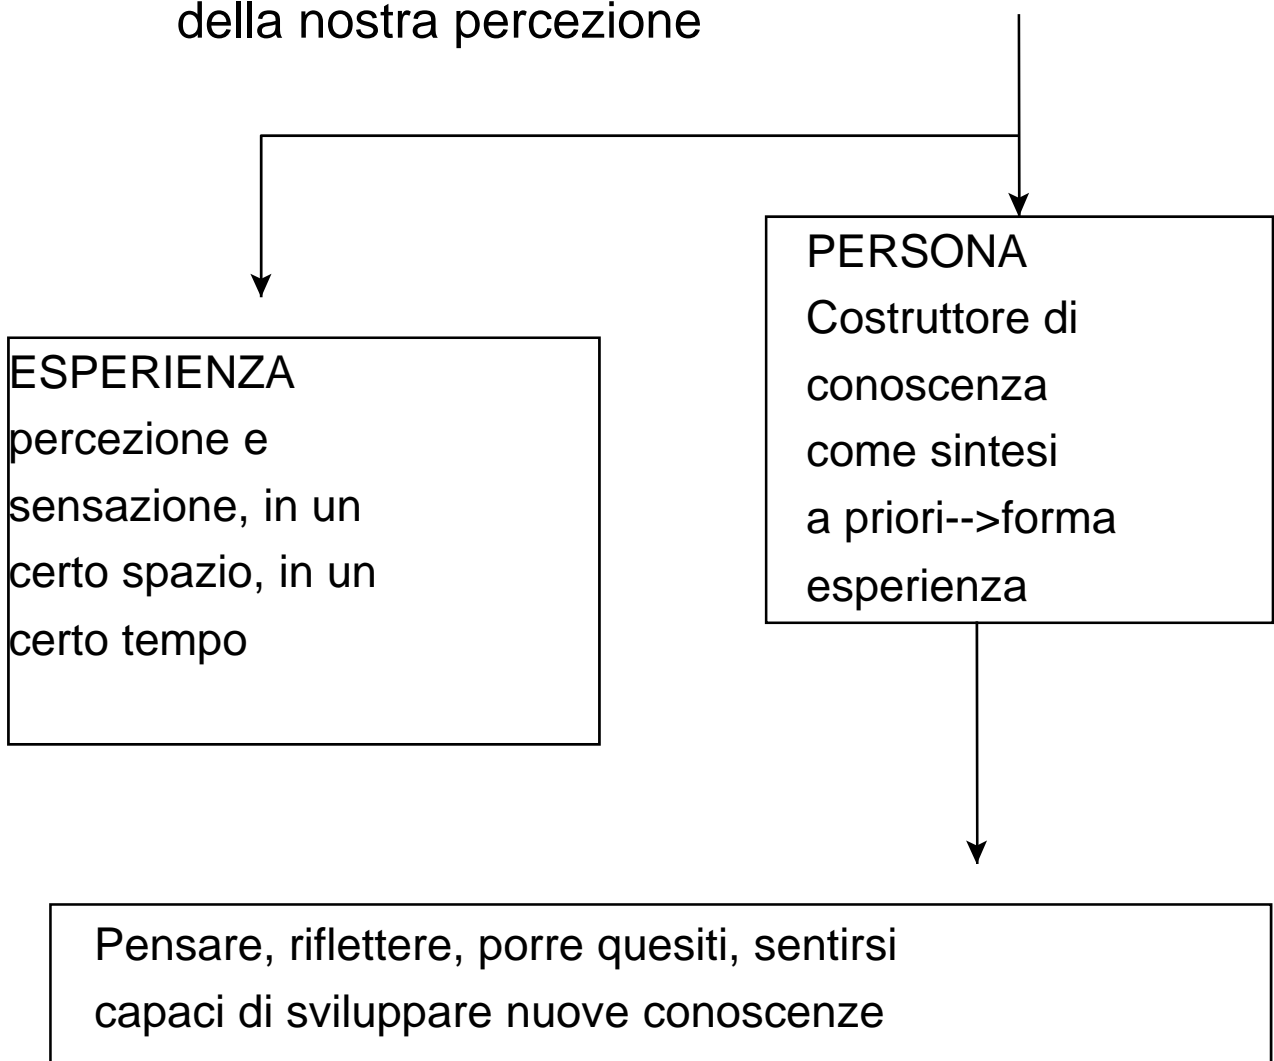 della nostra percezione
PERSONA
Costruttore di
conoscenza
come sintesi
a priori-->forma
esperienza
ESPERIENZA
percezione e
sensazione, in un
certo spazio, in un
certo tempo
Pensare, riflettere, porre quesiti, sentirsi
capaci di sviluppare nuove conoscenze